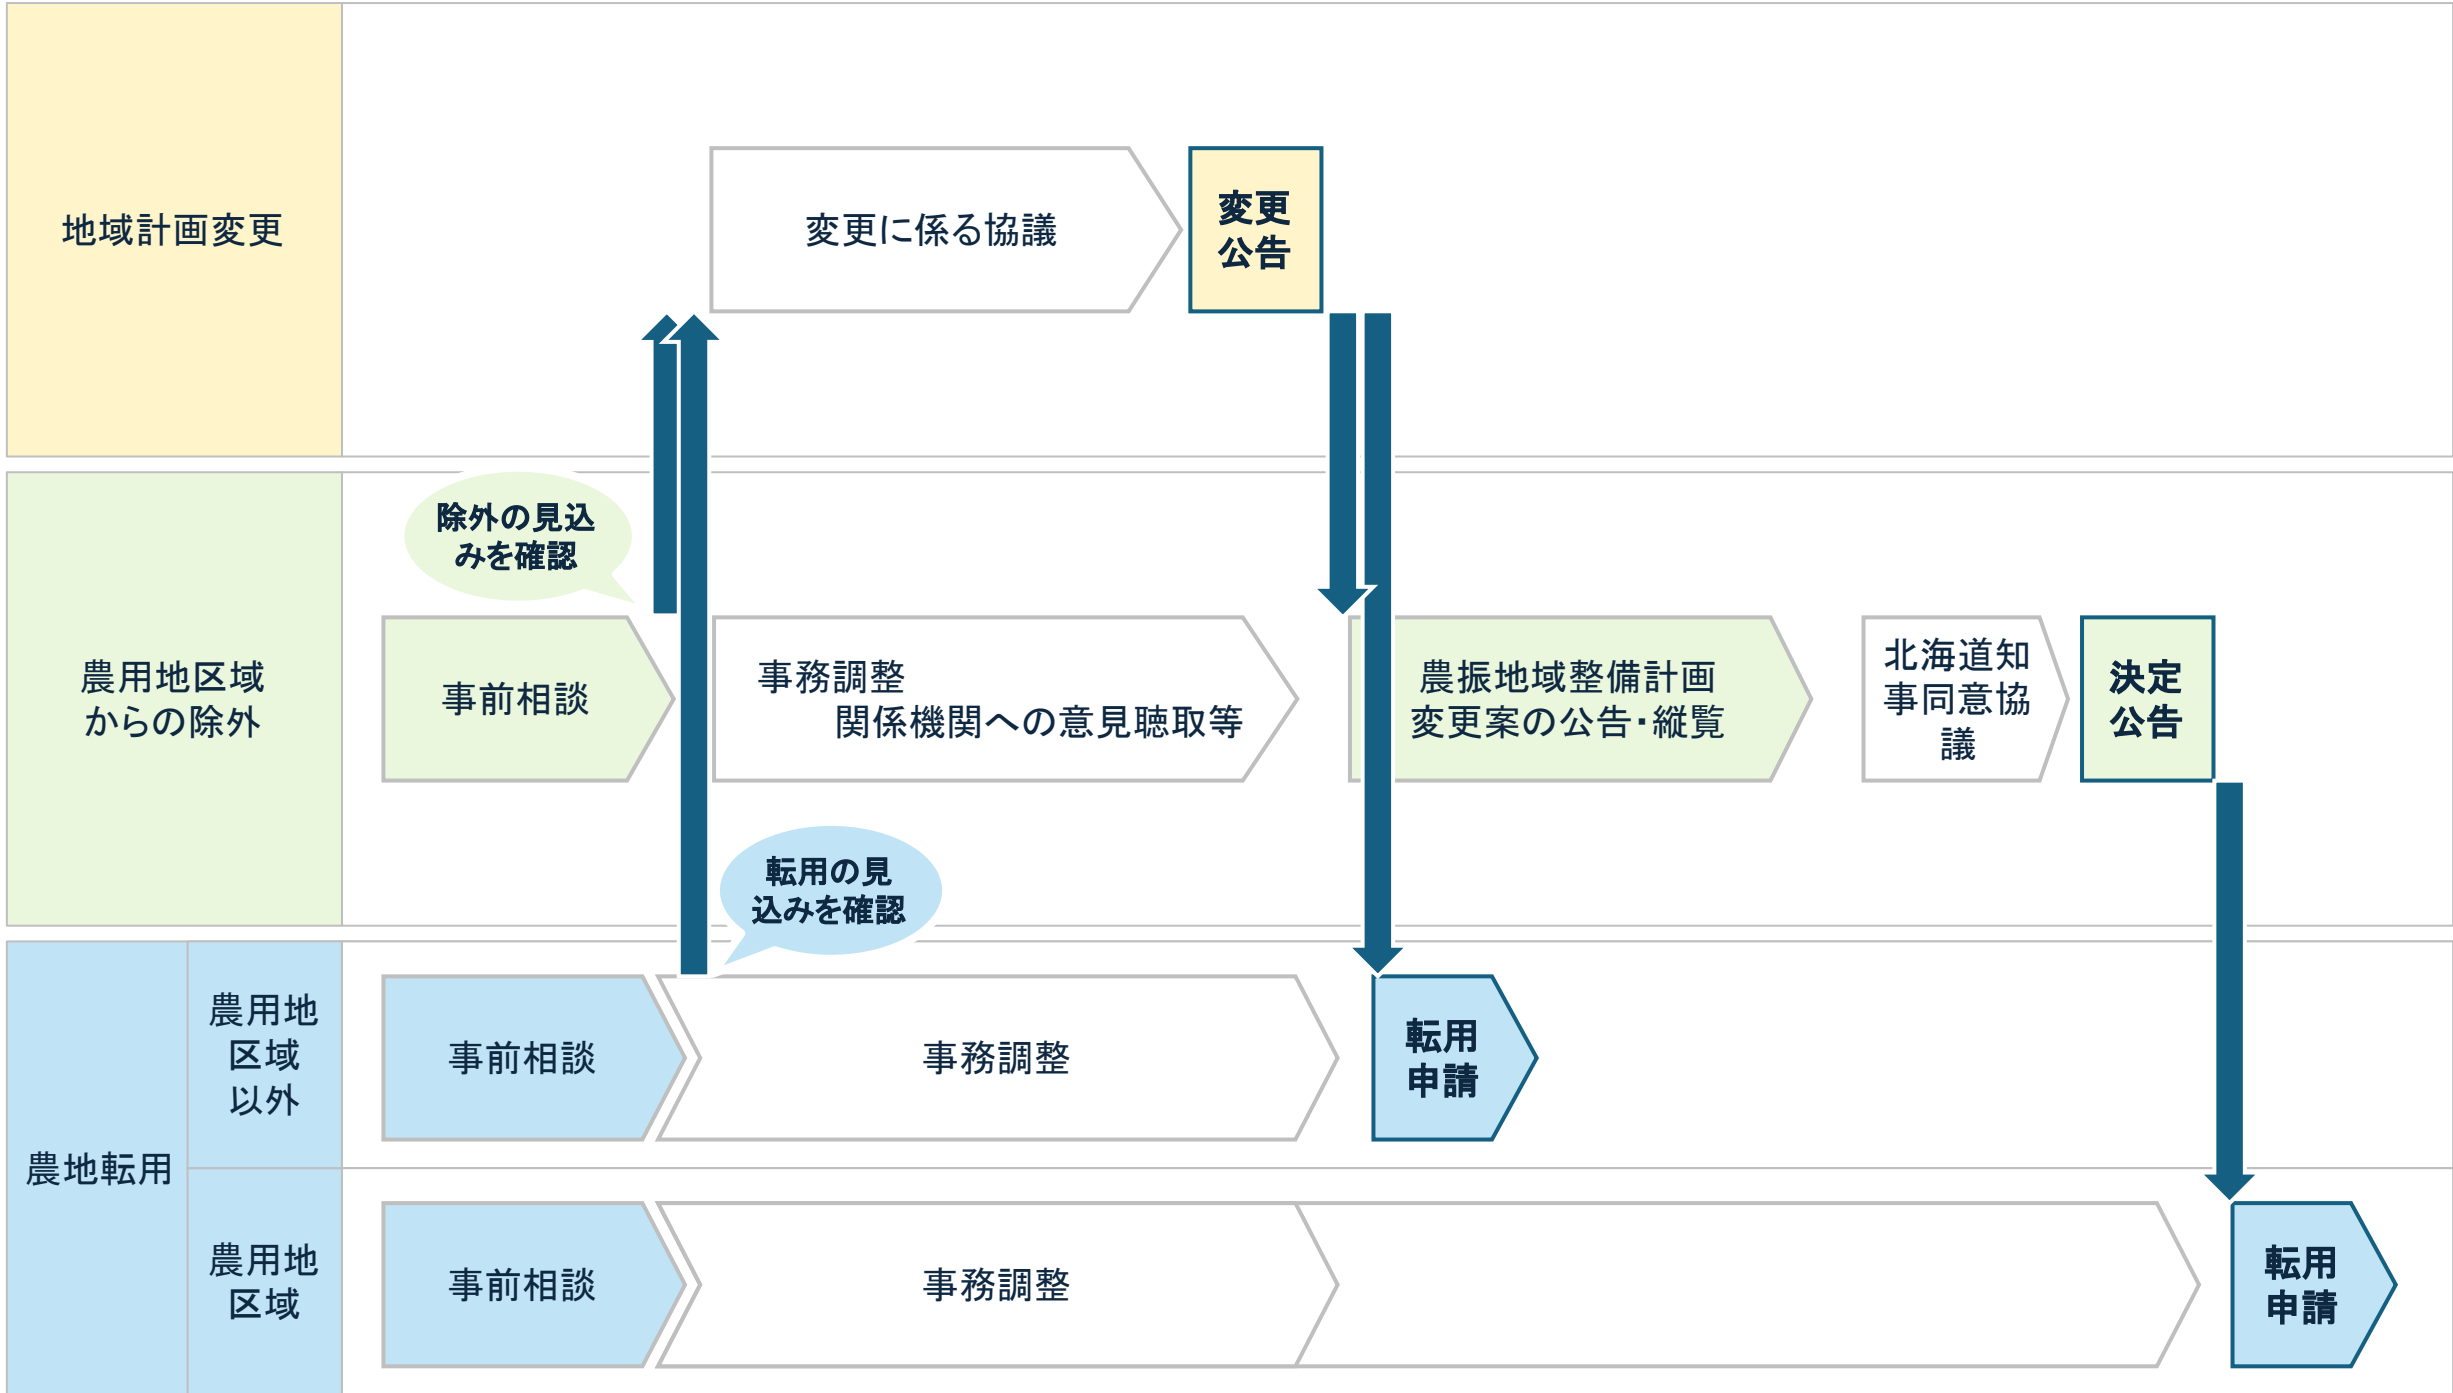 地域計画変更
変更に係る協議
変更
公告
農用地区域
からの除外
除外の見込
みを確認
事前相談
事務調整
関係機関への意見聴取等
農振地域整備計画
変更案の公告・縦覧
北海道知
事同意協
議
決定
公告
転用の見
込みを確認
農地転用
農用地
区域
以外
事前相談
事務調整
転用
申請
農用地
区域
事前相談
事務調整
転用
申請